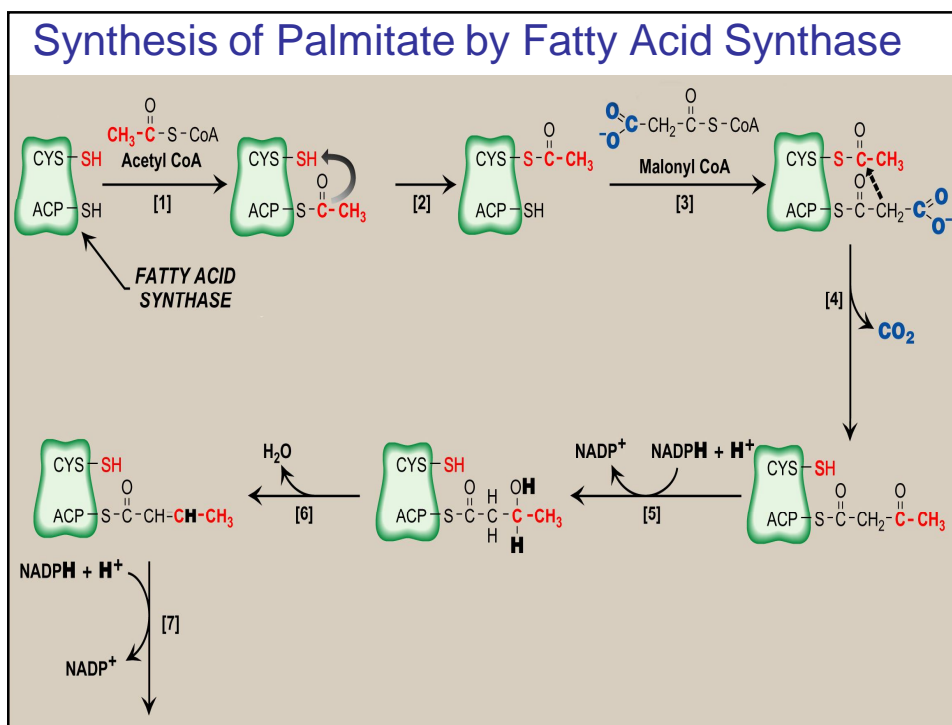 Synthesis of Palmitate by Fatty Acid Synthase
O
CH₃–C–S–CoA
Acetyl CoA
[1]
CYS–SH
ACP–SH
FATTY ACID
SYNTHASE
CYS–SH
O
ACP–S–C–CH₃
[2]
O
CYS–S–C–CH₃
ACP–SH
O
O
C–CH₂–C–S–CoA
⁻O
Malonyl CoA
[3]
O
CYS–S–C–CH₃
O
ACP–S–C–CH₂–C
O
O⁻
[4]
CO₂
CYS–SH
O
O
ACP–S–C–CH₂–C–CH₃
NADP⁺
NADPH + H⁺
[5]
CYS–SH
O
H
OH
ACP–S–C–C–C–CH₃
H
H
H₂O
[6]
CYS–SH
O
ACP–S–C–CH=CH–CH₃
NADPH + H⁺
[7]
NADP⁺